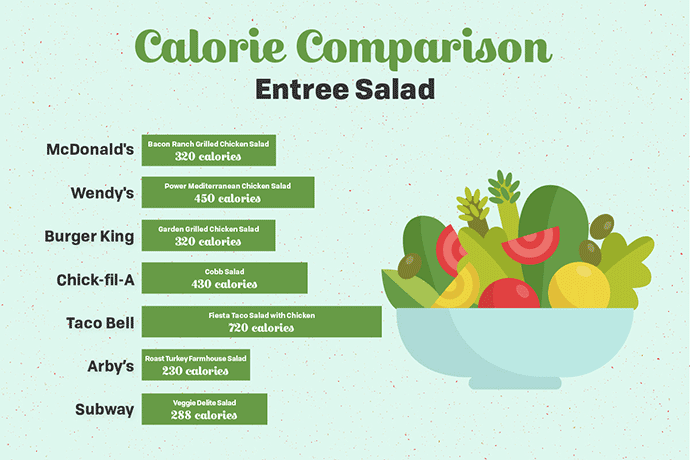 Calorie Comparison
Entree Salad
McDonald's
Bacon Ranch Grilled Chicken Salad
320 calories
Wendy's
Power Mediterranean Chicken Salad
450 calories
Burger King
Garden Grilled Chicken Salad
320 calories
Chick-fil-A
Cobb Salad
430 calories
Taco Bell
Fiesta Taco Salad with Chicken
720 calories
Arby’s
Roast Turkey Farmhouse Salad
230 calories
Subway
Veggie Delite Salad
288 calories